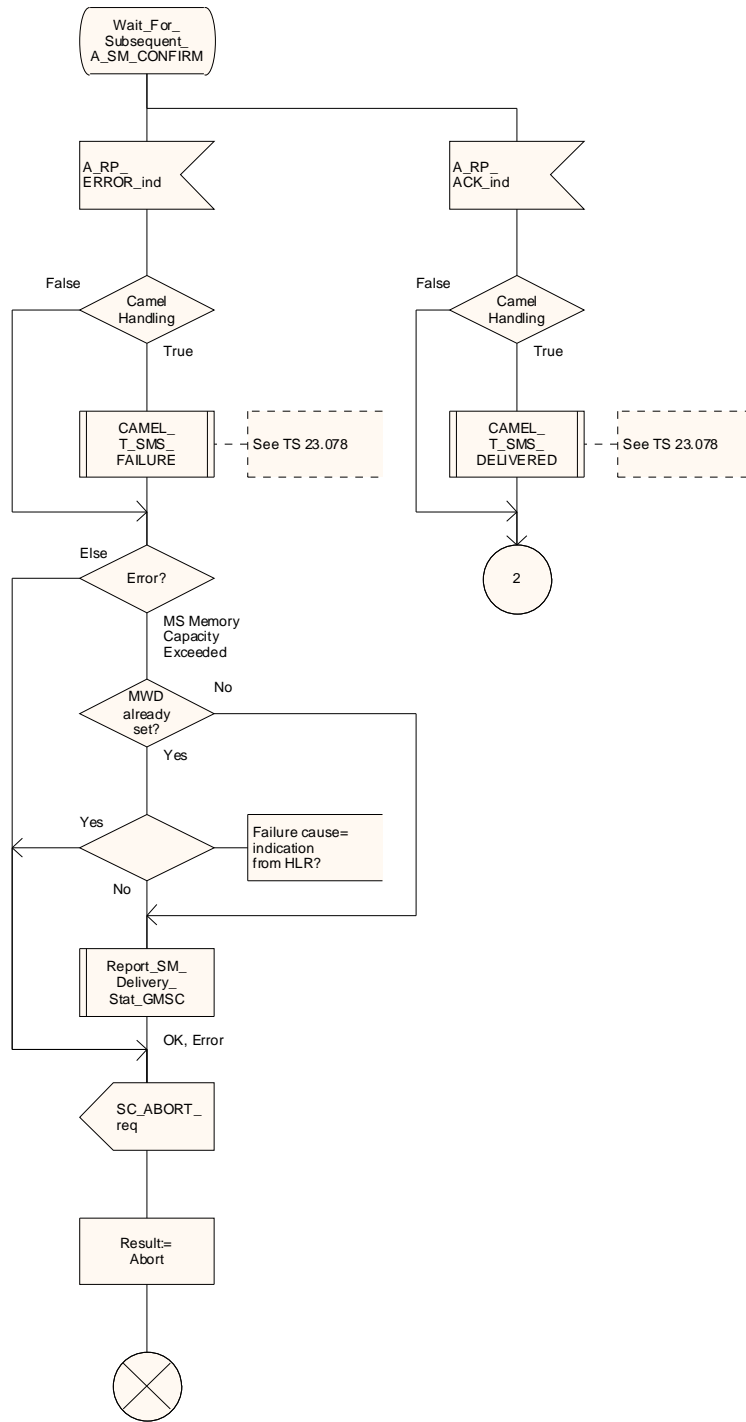 Wait_For_
Subsequent_
A_SM_CONFIRM
A_RP_
ERROR_ind
A_RP_
ACK_ind
False
Camel
Handling
True
False
Camel
Handling
True
CAMEL_
T_SMS_
FAILURE
See TS 23.078
CAMEL_
T_SMS_
DELIVERED
See TS 23.078
Else
Error?
2
MS Memory
Capacity
Exceeded
MWD
already
set?
No
Yes
Yes
Failure cause=
indication
from HLR?
No
Report_SM_
Delivery_
Stat_GMSC
OK, Error
SC_ABORT_
req
Result:=
Abort